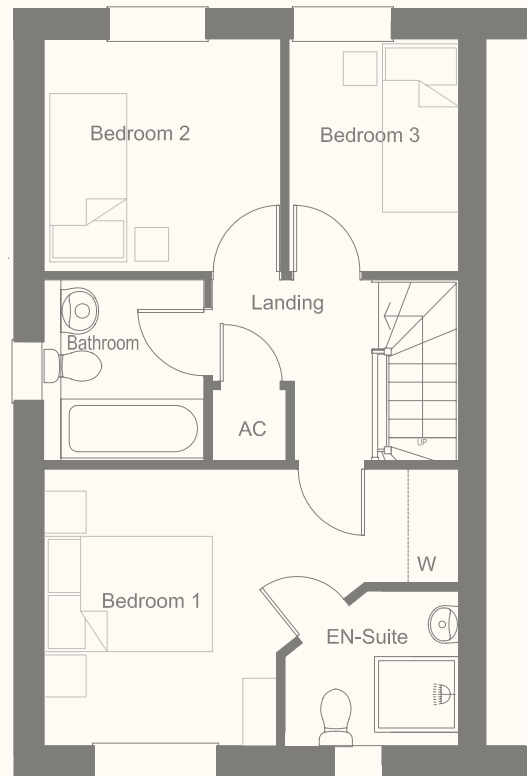 Bedroom 2
Bedroom 3
Landing
Bathroom
AC
UP
W
Bedroom 1
EN-Suite